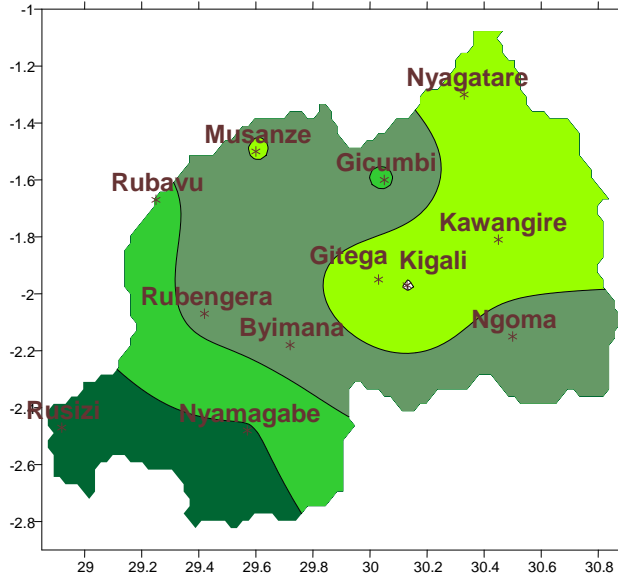 -1
-1.2
Nyagatare
-1.4
Musanze
Gicumbi
-1.6
Rubavu
-1.8
Kawangire
Gitega
Kigali
-2
Rubengera
Byimana
Ngoma
-2.2
-2.4
Rusizi
Nyamagabe
-2.6
-2.8
29 29.2 29.4 29.6 29.8 30 30.2 30.4 30.6 30.8